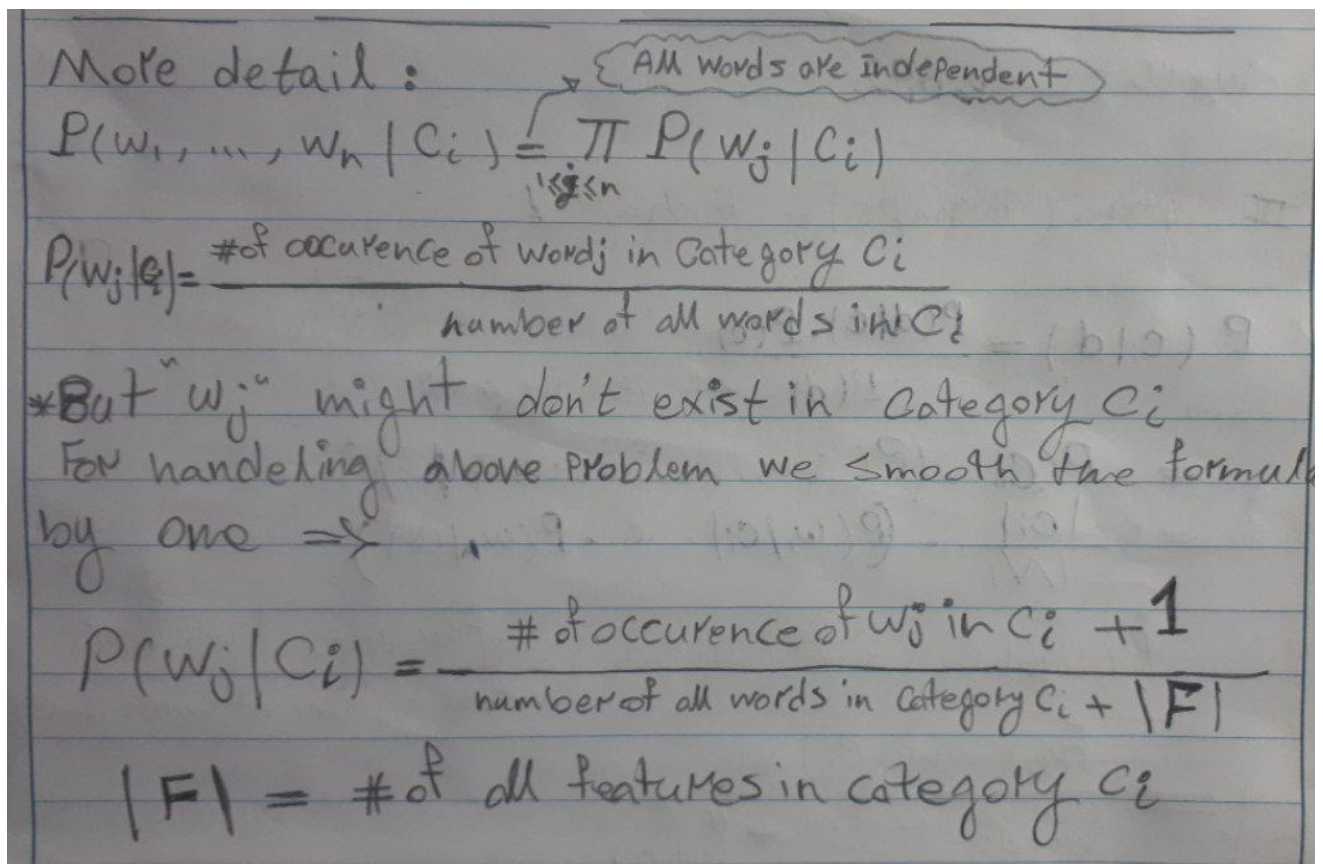 More detail :
All words are independent
P(w₁, ..., wₙ | Cᵢ) = π P(wⱼ | Cᵢ)
1≤j≤n
P(wⱼ|Cᵢ) = # of occurence of wordj in Category Cᵢ
number of all words in Cᵢ
*But "wⱼ" might don't exist in Category Cᵢ
For handeling above Problem we smooth the formul
by one =>
P(wⱼ|Cᵢ) = # of occurence of wⱼ in Cᵢ + 1
number of all words in Category Cᵢ + |F|
|F| = # of all features in category Cᵢ